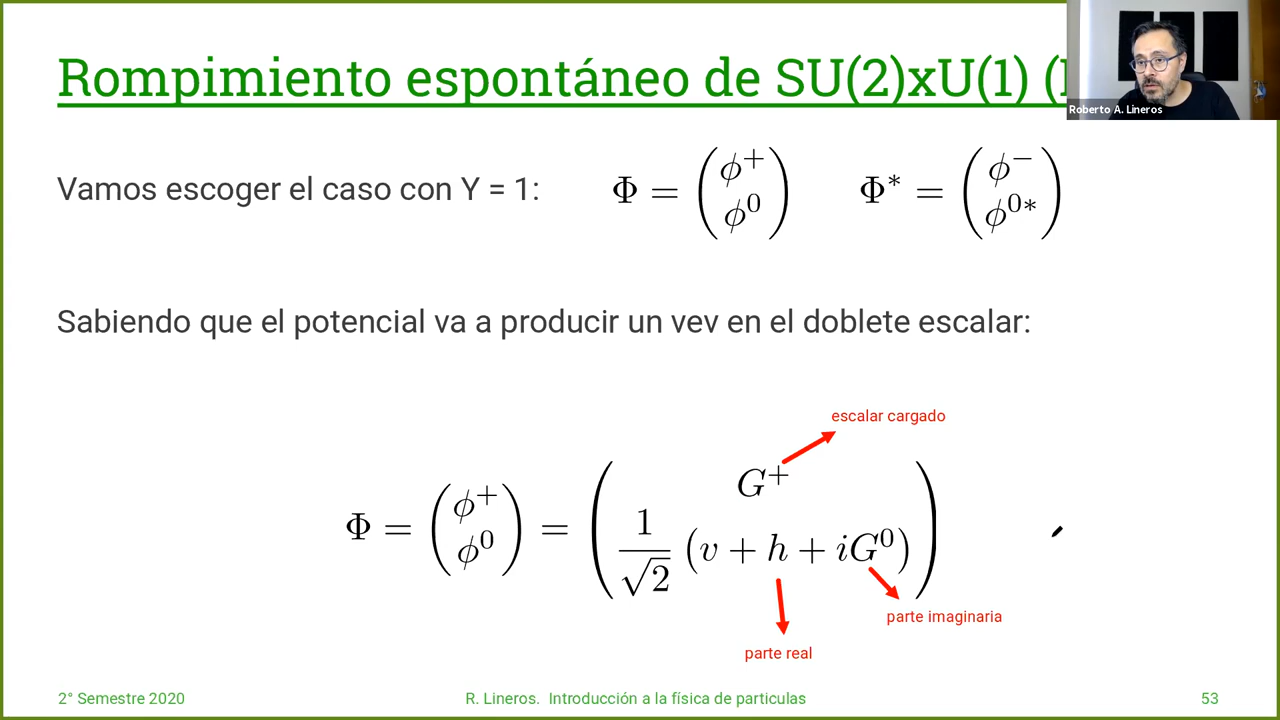 Rompimiento espontáneo de SU(2)xU(1) (
Roberto A. Lineros
Vamos escoger el caso con Y = 1: Φ = (ϕ⁺ ϕ⁰) Φ* = (ϕ⁻ ϕ⁰*)
Sabiendo que el potencial va a producir un vev en el doblete escalar:
escalar cargado
Φ = (ϕ⁺ ϕ⁰) = (G⁺ 1/√2 (v + h + iG⁰))
parte imaginaria
parte real
2° Semestre 2020
R. Lineros. Introducción a la física de particulas
53